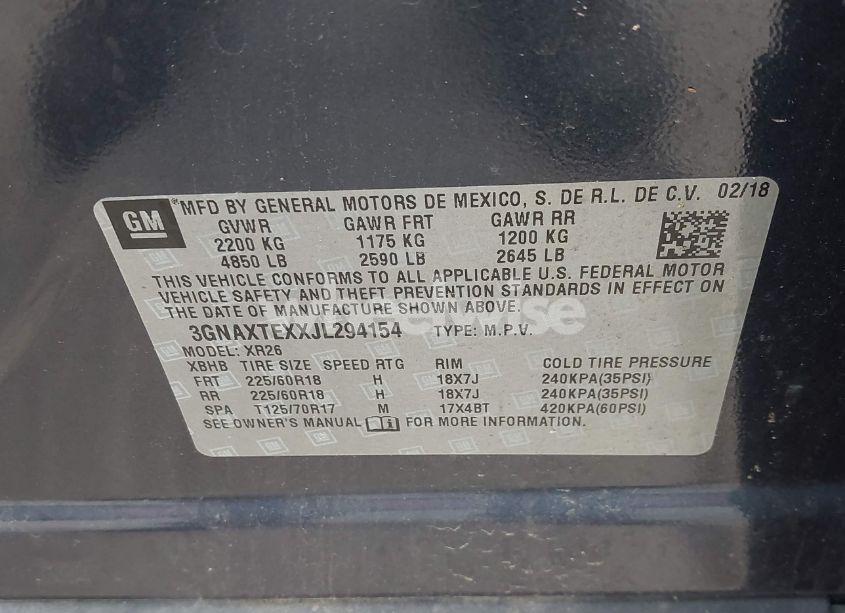 GM ® MFD BY GENERAL MOTORS DE MEXICO, S. DE R.L. DE C.V. 02/18
GVWR GAWR FRT GAWR RR
2200 KG 1175 KG 1200 KG
4850 LB 2590 LB 2645 LB
THIS VEHICLE CONFORMS TO ALL APPLICABLE U.S. FEDERAL MOTOR
VEHICLE SAFETY AND THEFT PREVENTION STANDARDS IN EFFECT ON
THE DATE OF MANUFACTURE SHOWN ABOVE.
3GNAXTEXXJL294154 TYPE: M.P.V.
MODEL: XR26
XBHB TIRE SIZE SPEED RTG RIM COLD TIRE PRESSURE
FRT 225/60R18 H 18X7J 240KPA(35PSI)
RR 225/60R18 H 18X7J 240KPA(35PSI)
SPA T125/70R17 M 17X4BT 420KPA(60PSI)
SEE OWNER'S MANUAL FOR MORE INFORMATION.